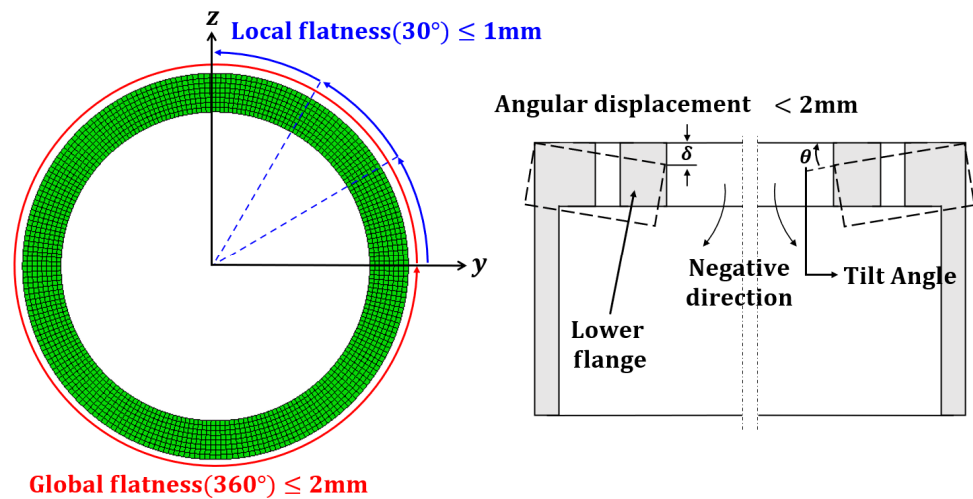 z
Local flatness(30°) ≤ 1mm
y
Global flatness(360°) ≤ 2mm
Angular displacement < 2mm
δ
θ
Negative
direction
Tilt Angle
Lower
flange